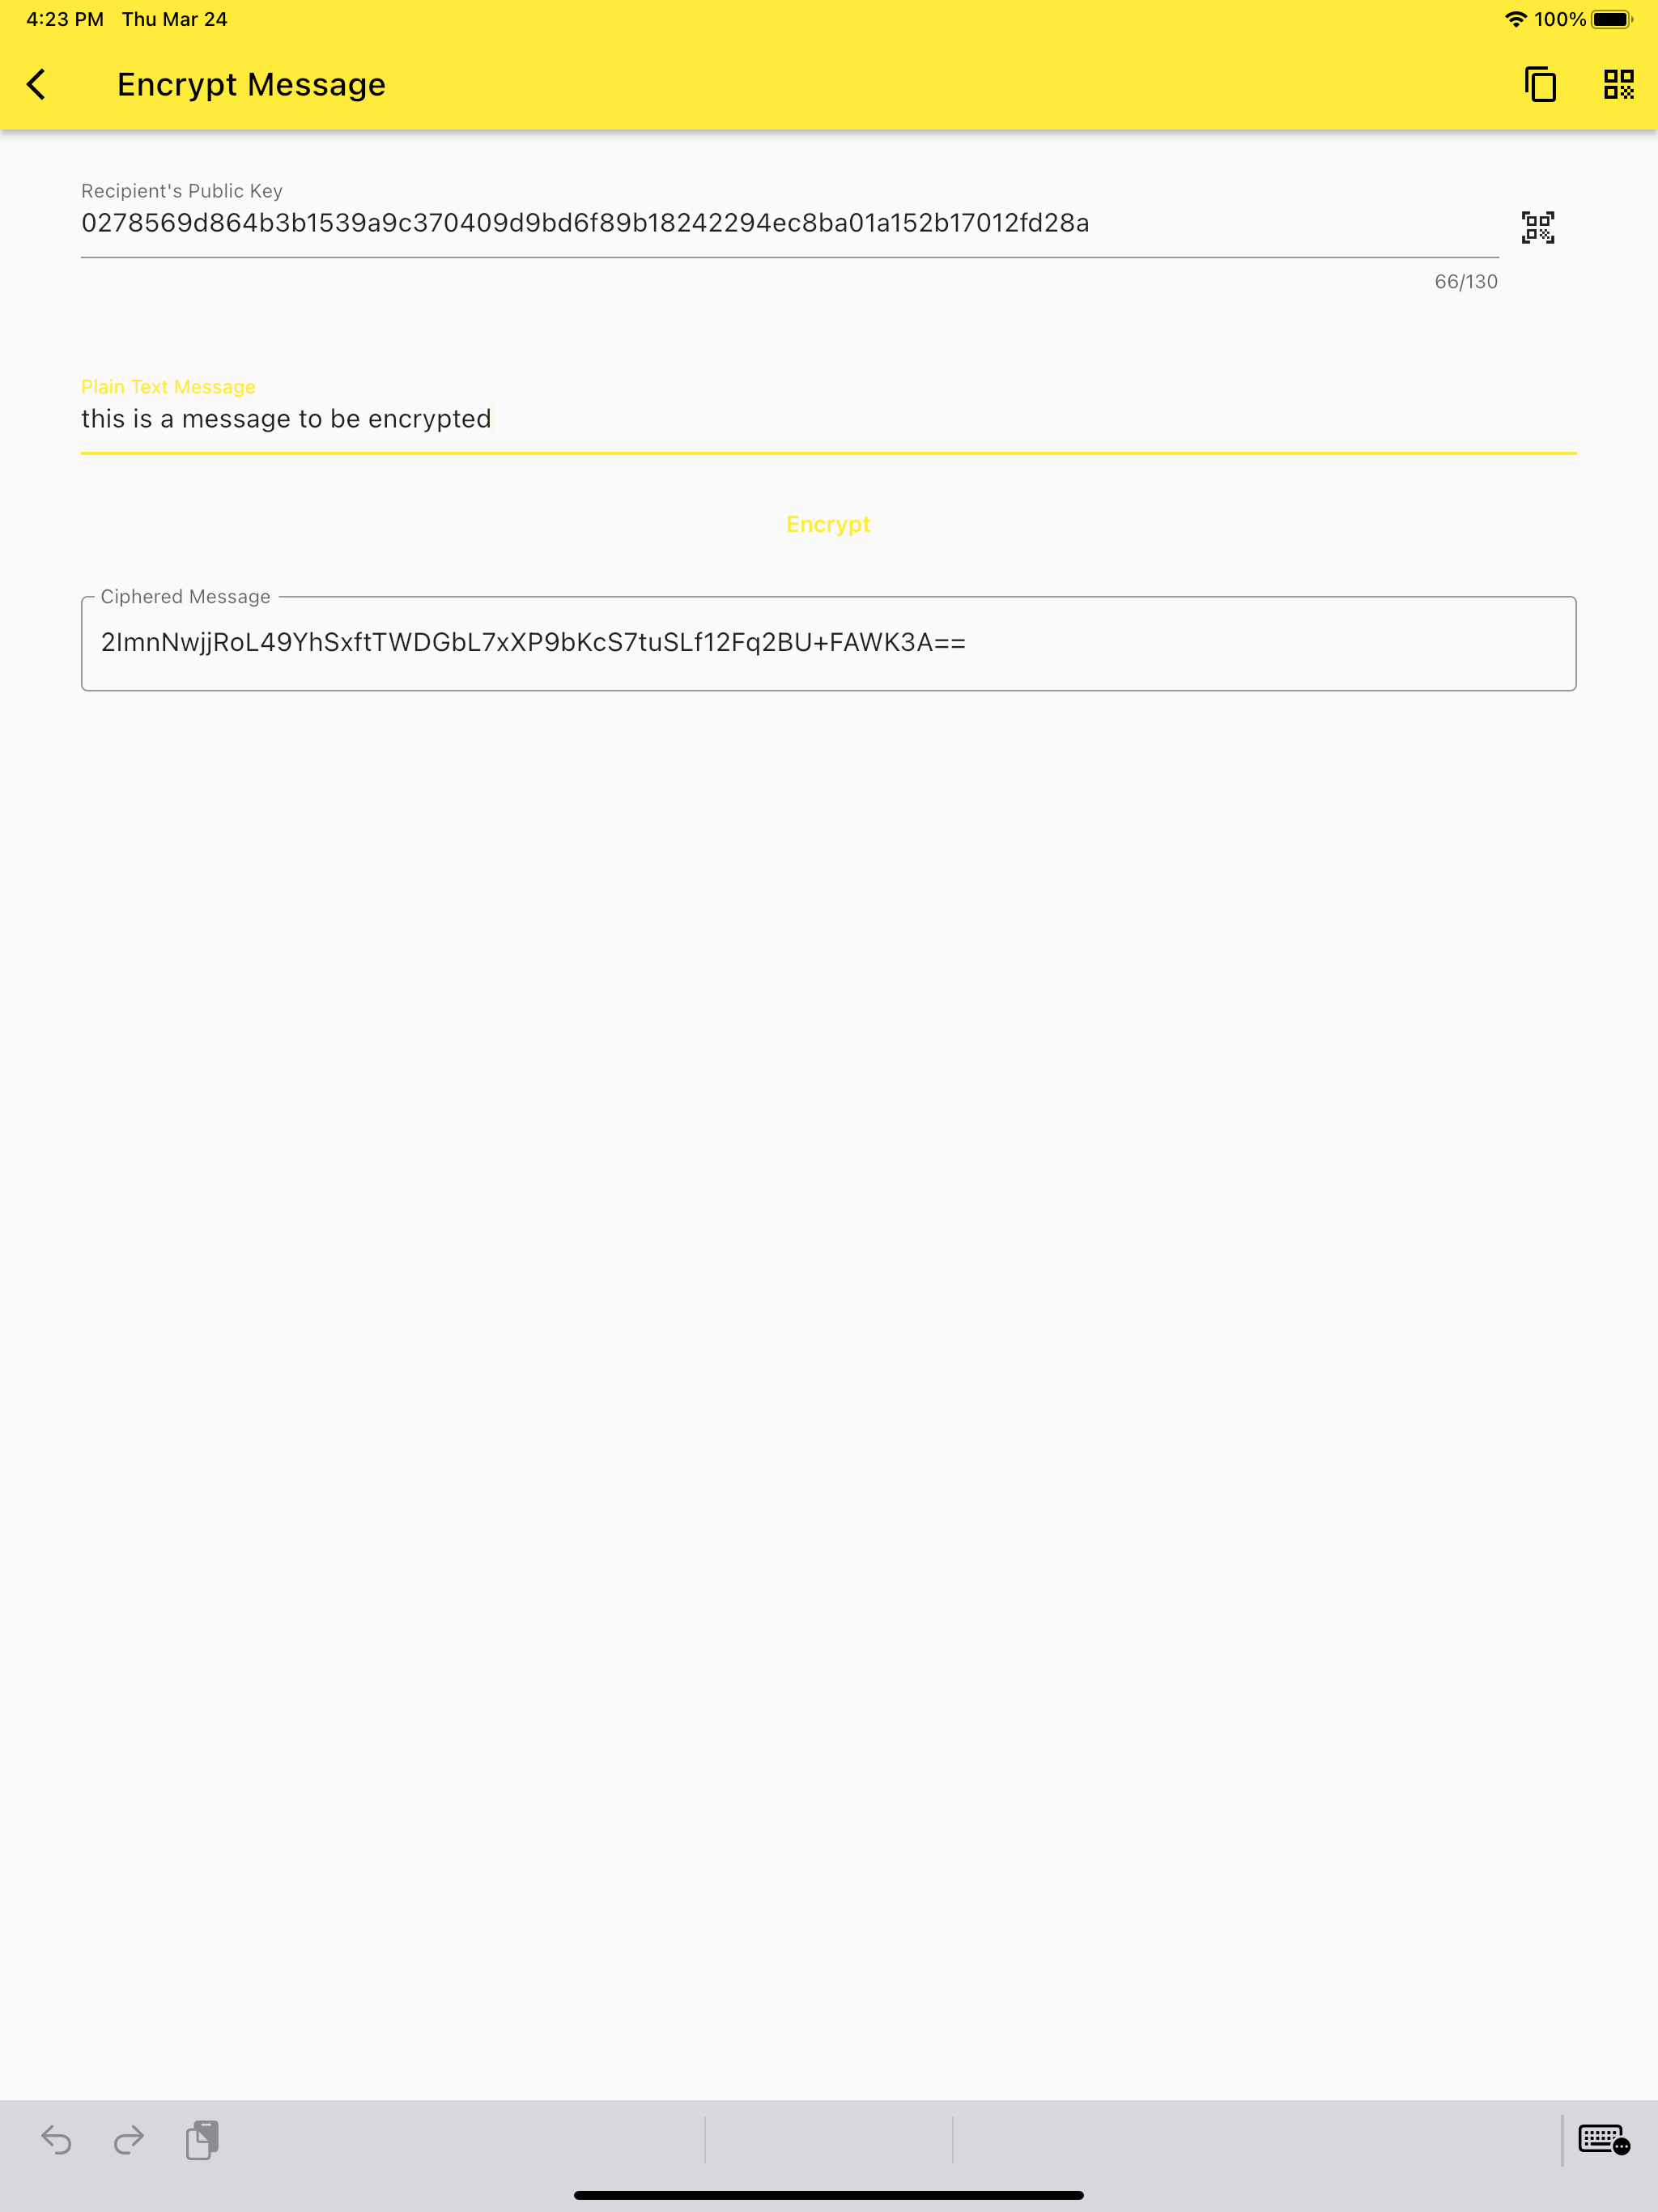 4:23 PM Thu Mar 24 100%
Encrypt Message
Recipient's Public Key
0278569d864b3b1539a9c370409d9bd6f89b18242294ec8ba01a152b17012fd28a
66/130
Plain Text Message
this is a message to be encrypted
Encrypt
Ciphered Message
2ImnNwjjRoL49YhSxftTWDGbL7xXP9bKcS7tuSLf12Fq2BU+FAWK3A==